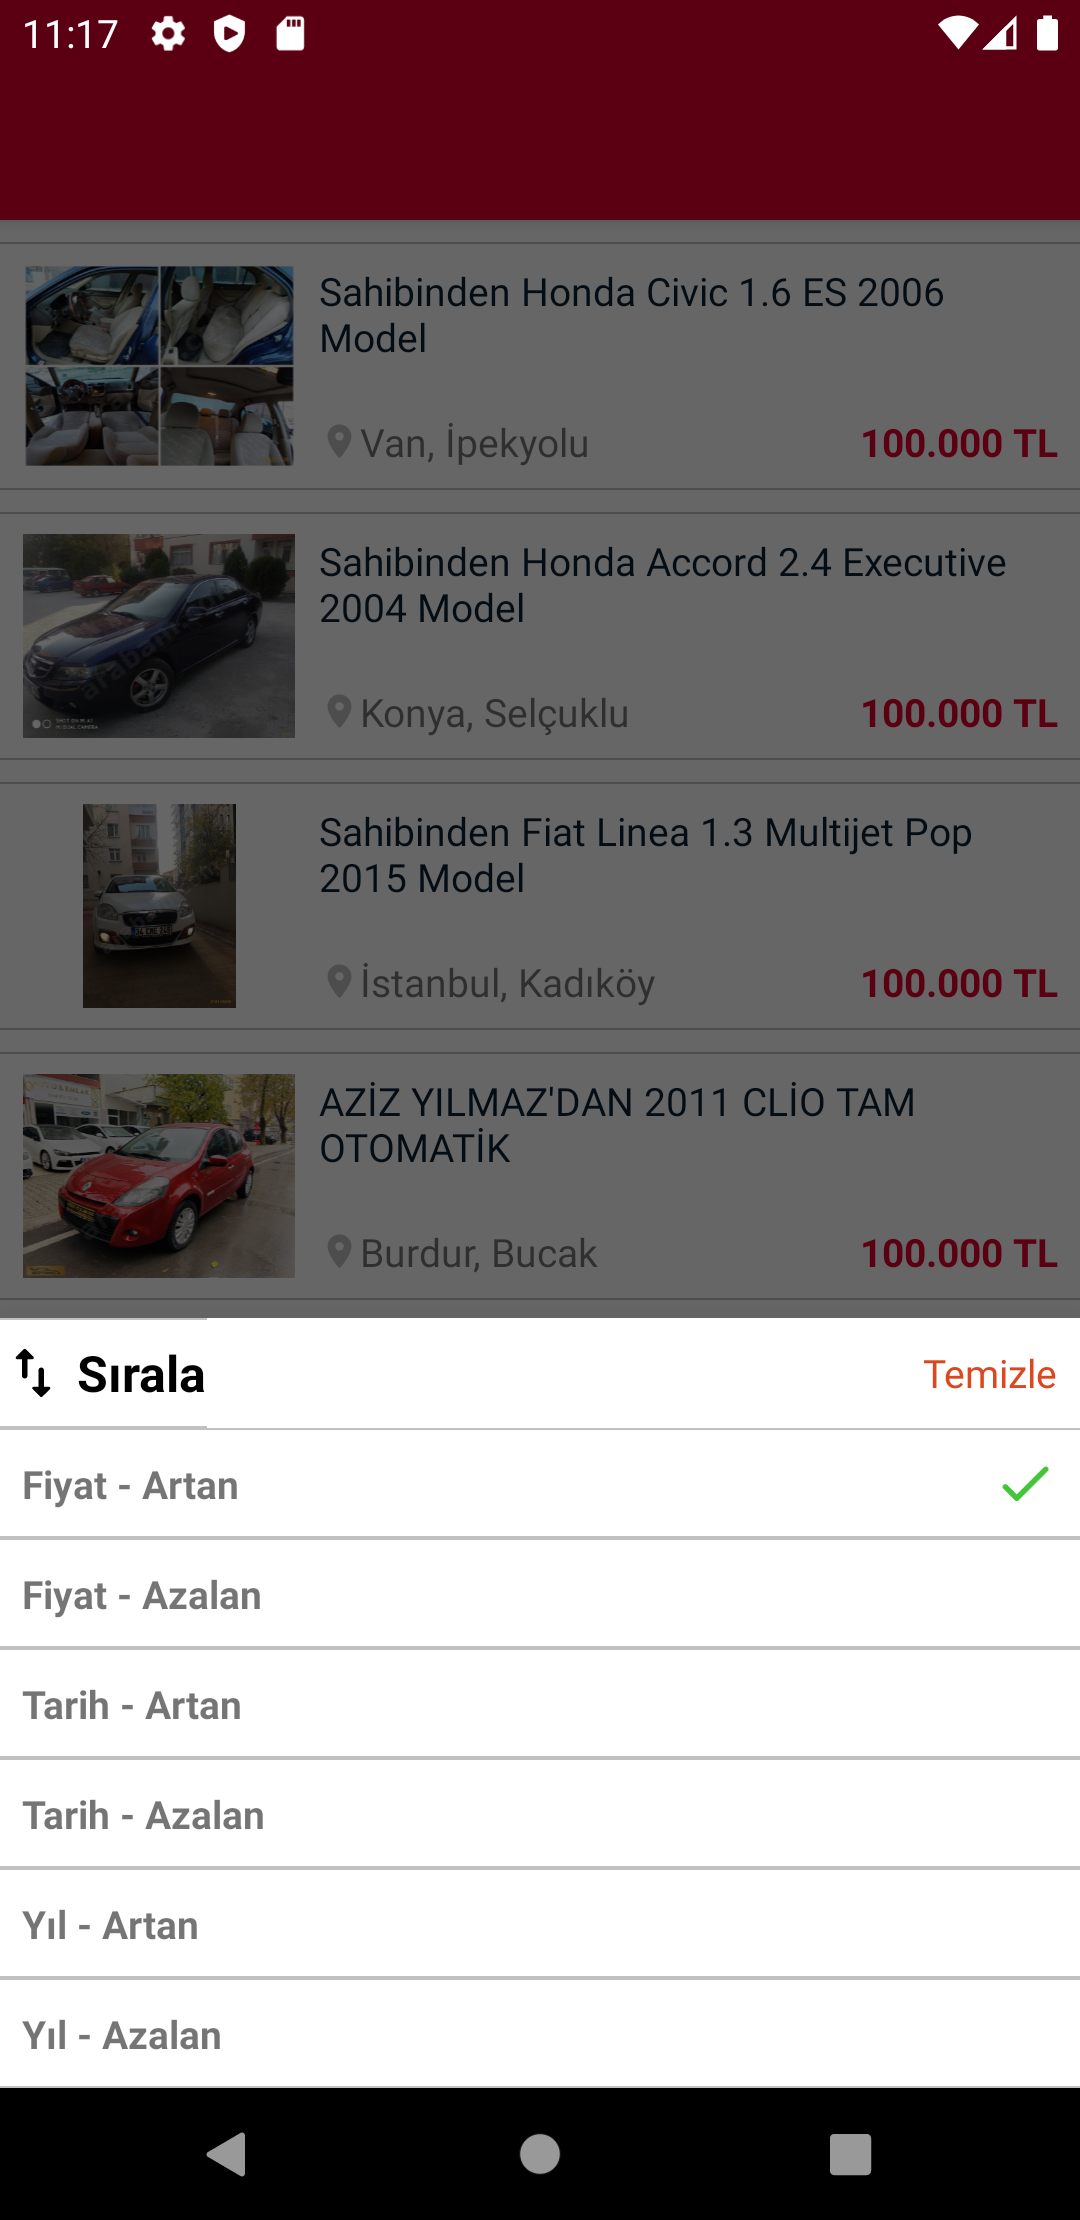 11:17
Sahibinden Honda Civic 1.6 ES 2006
Model
Van, İpekyolu
100.000 TL
Sahibinden Honda Accord 2.4 Executive
2004 Model
Konya, Selçuklu
100.000 TL
Sahibinden Fiat Linea 1.3 Multijet Pop
2015 Model
İstanbul, Kadıköy
100.000 TL
AZİZ YILMAZ'DAN 2011 CLİO TAM
OTOMATİK
Burdur, Bucak
100.000 TL
Sırala
Temizle
Fiyat - Artan
Fiyat - Azalan
Tarih - Artan
Tarih - Azalan
Yıl - Artan
Yıl - Azalan